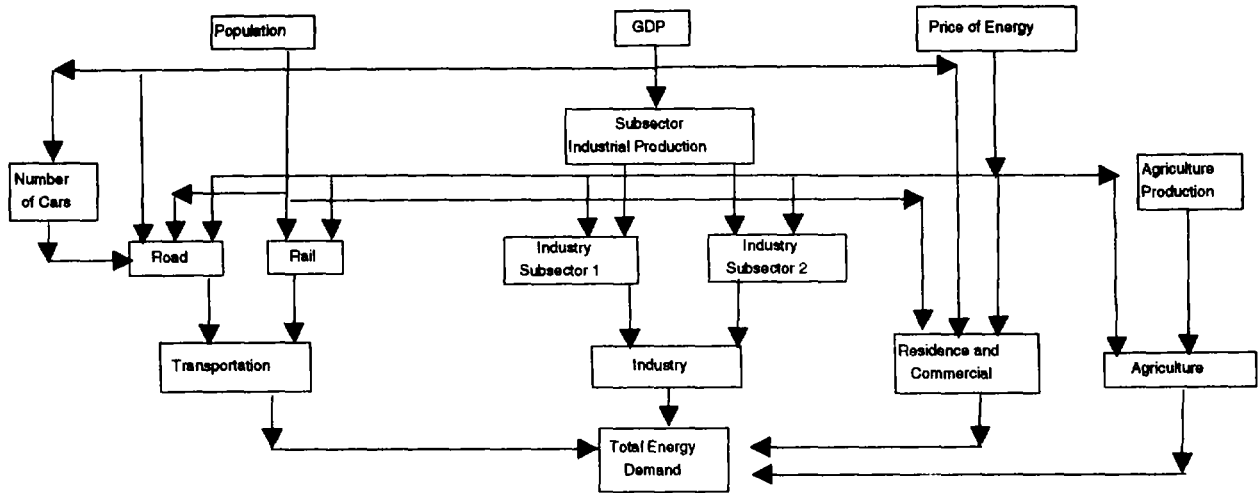 Population
GDP
Price of Energy
Subsector
Industrial Production
Number
of Cars
Agriculture
Production
Road
Rail
Industry
Subsector 1
Industry
Subsector 2
Transportation
Industry
Residence and
Commercial
Agriculture
Total Energy
Demand